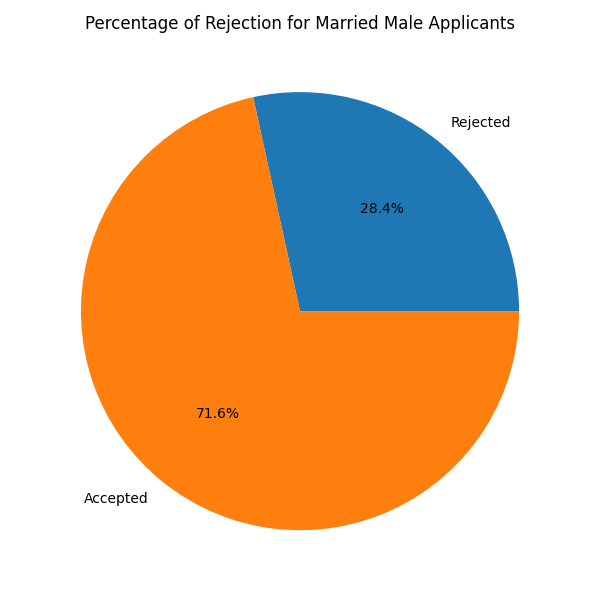 Percentage of Rejection for Married Male Applicants
Rejected
28.4%
71.6%
Accepted